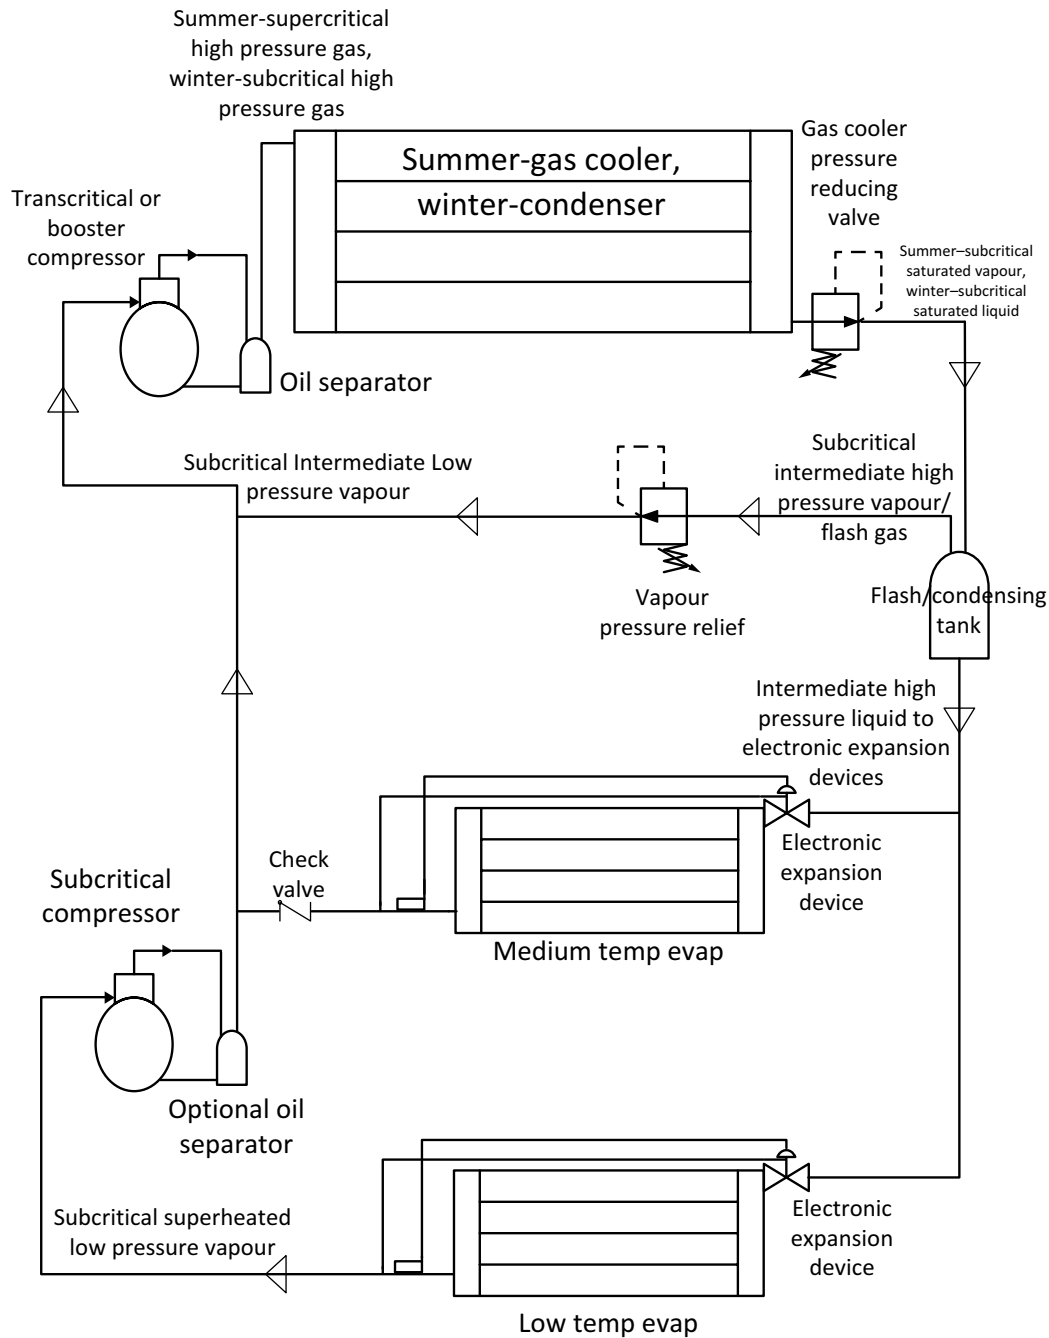 Summer-supercritical
high pressure gas,
winter-subcritical high
pressure gas
Summer-gas cooler,
winter-condenser
Gas cooler
pressure
reducing
valve
Transcritical or
booster
compressor
Summer–subcritical
saturated vapour,
winter–subcritical
saturated liquid
Oil separator
Subcritical Intermediate Low
pressure vapour
Subcritical
intermediate high
pressure vapour/
flash gas
Vapour
pressure relief
Flash/condensing
tank
Intermediate high
pressure liquid to
electronic expansion
devices
Electronic
expansion
device
Check
valve
Subcritical
compressor
Medium temp evap
Optional oil
separator
Subcritical superheated
low pressure vapour
Electronic
expansion
device
Low temp evap